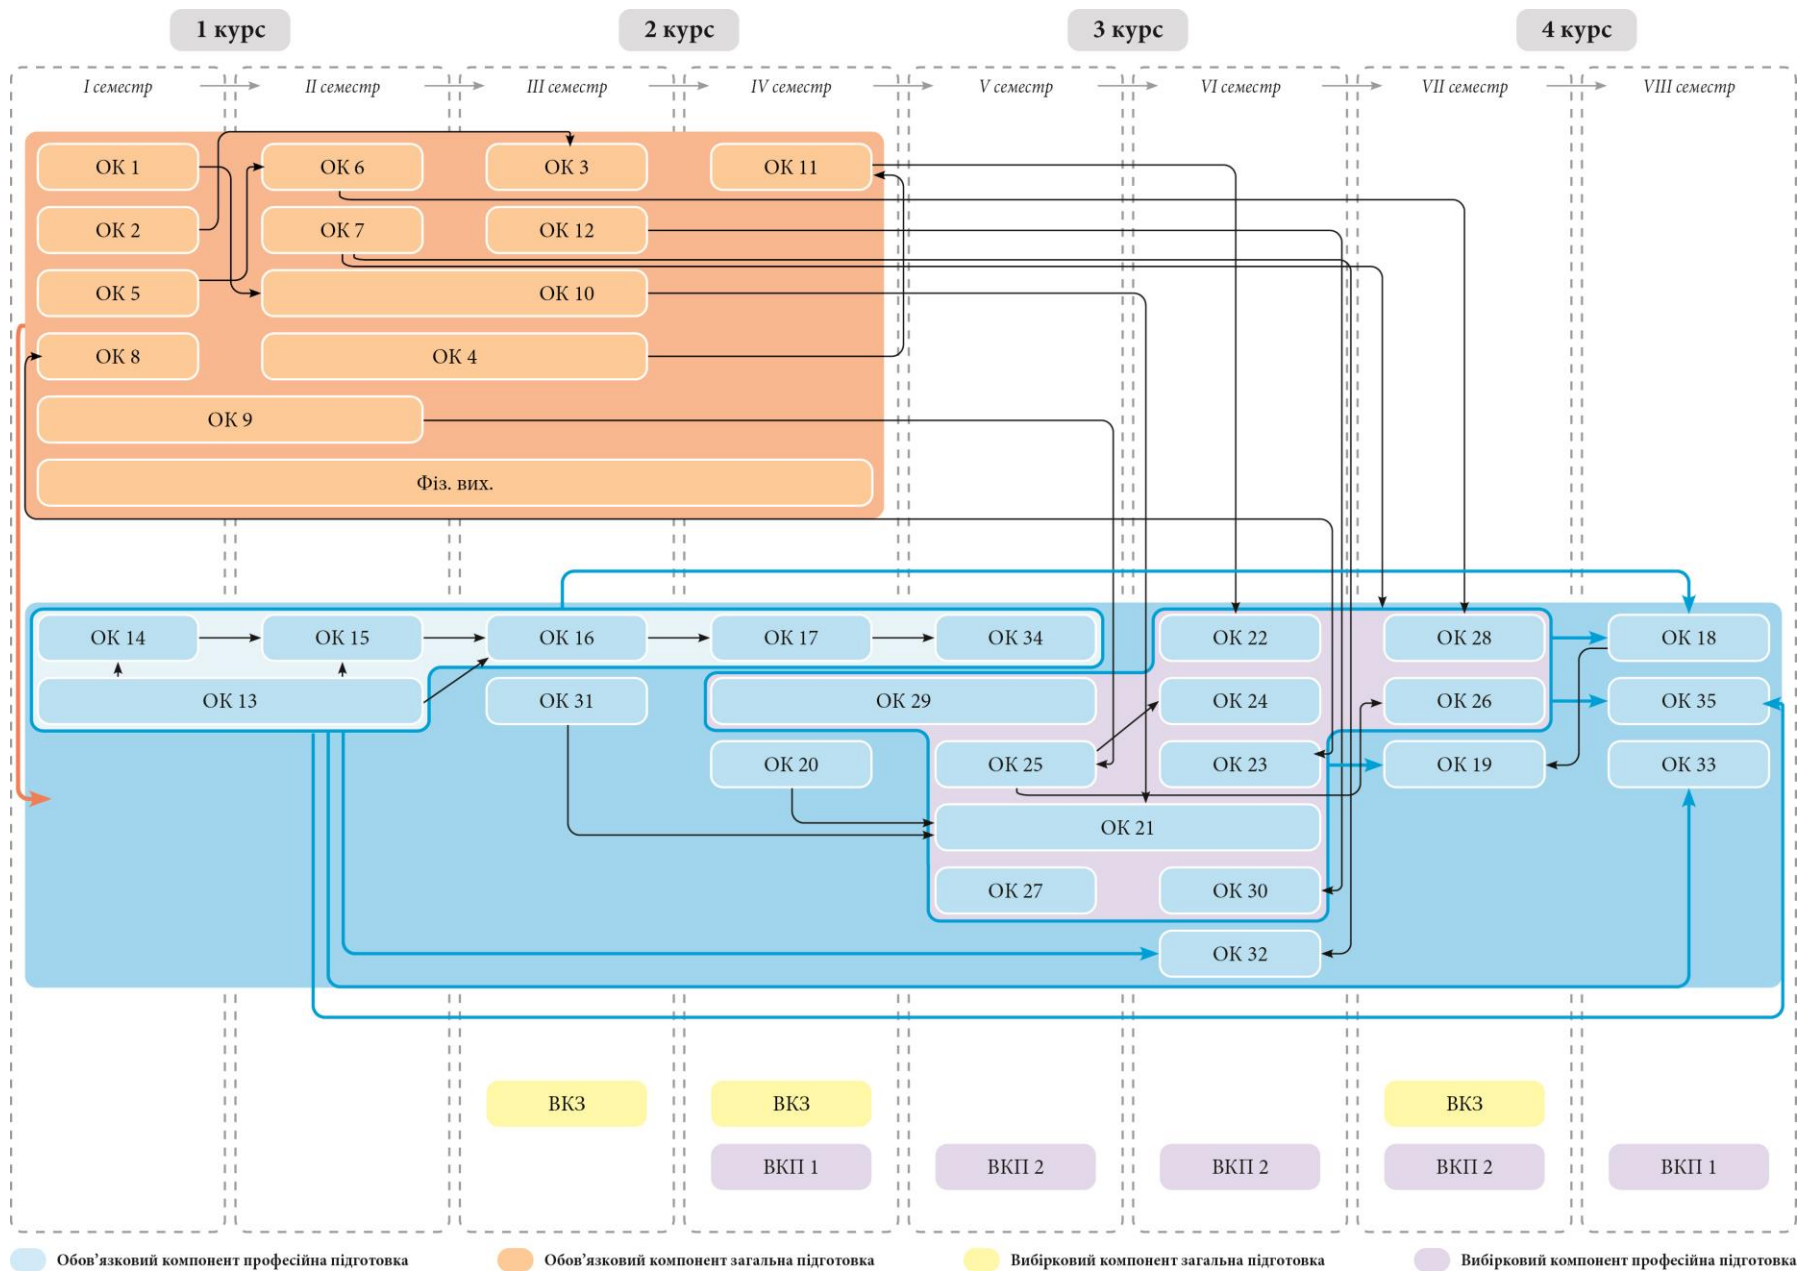 1 курс
2 курс
3 курс
4 курс
I семестр
II семестр
III семестр
IV семестр
V семестр
VI семестр
VII семестр
VIII семестр
ОК 1
ОК 6
ОК 3
ОК 11
ОК 2
ОК 7
ОК 12
ОК 5
ОК 10
ОК 8
ОК 4
ОК 9
Фіз. вих.
ОК 14
ОК 15
ОК 16
ОК 17
ОК 34
ОК 22
ОК 28
ОК 18
ОК 13
ОК 31
ОК 29
ОК 24
ОК 26
ОК 35
ОК 20
ОК 25
ОК 23
ОК 19
ОК 33
ОК 21
ОК 27
ОК 30
ОК 32
ВКЗ
ВКЗ
ВКЗ
ВКП 1
ВКП 2
ВКП 2
ВКП 2
ВКП 1
Обов’язковий компонент професійна підготовка
Обов’язковий компонент загальна підготовка
Вибірковий компонент загальна підготовка
Вибірковий компонент професійна підготовка